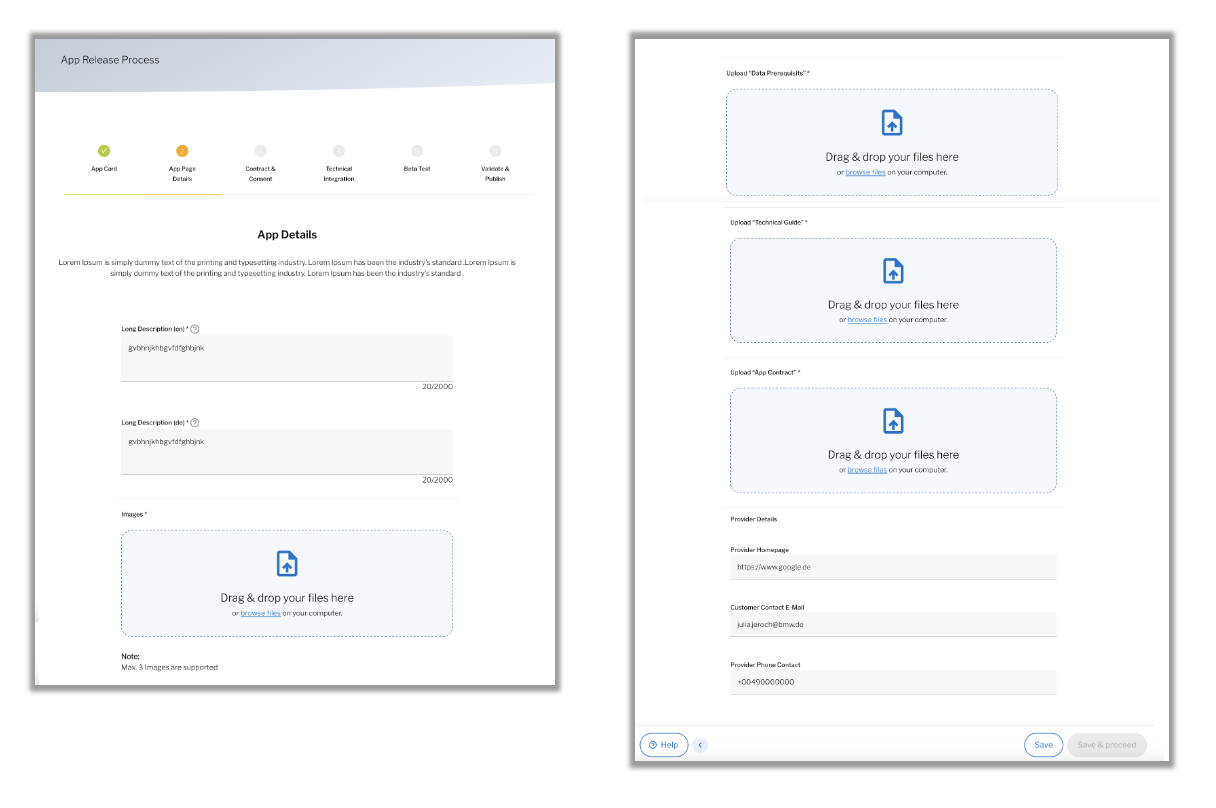 App Release Process
App Card
App Page
Details
Contract &
Consent
Technical
Integration
Beta Test
Validate &
Publish
App Details
Lorem Ipsum is simply dummy text of the printing and typesetting industry. Lorem Ipsum has been the industry's standard .Lorem Ipsum is
simply dummy text of the printing and typesetting industry. Lorem Ipsum has been the industry's standard .
Long Description (en) *
gvbhnjkhbgvfdfghbjnk
20/2000
Long Description (de) *
gvbhnjkhbgvfdfghbjnk
20/2000
Images *
Drag & drop your files here
or browse files on your computer.
Note:
Max. 3 Images are supported
Upload "Data Prerequisits" *
Drag & drop your files here
or browse files on your computer.
Upload "Technical Guide" *
Drag & drop your files here
or browse files on your computer.
Upload "App Contract" *
Drag & drop your files here
or browse files on your computer.
Provider Details
Provider Homepage
https://www.google.de
Customer Contact E-Mail
julia.jeroch@bmw.de
Provider Phone Contact
+00490000000
Help
Save
Save & proceed